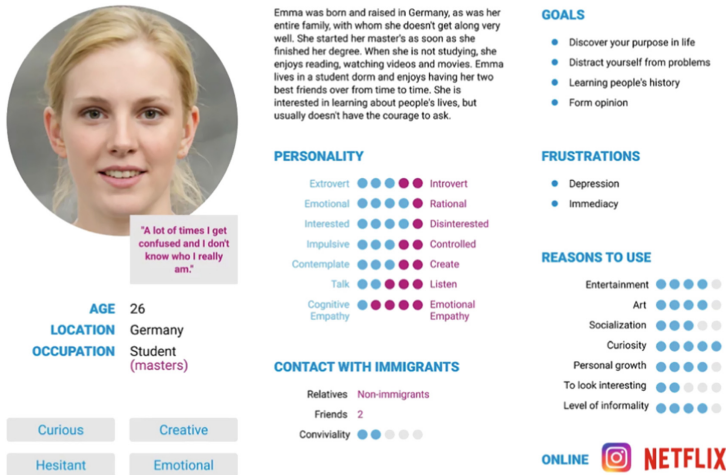 "A lot of times I get
confused and I don't
know who I really
am."
AGE 26
LOCATION Germany
OCCUPATION Student
(masters)
Curious Creative
Hesitant Emotional
Emma was born and raised in Germany, as was her
entire family, with whom she doesn't get along very
well. She started her master's as soon as she
finished her degree. When she is not studying, she
enjoys reading, watching videos and movies. Emma
lives in a student dorm and enjoys having her two
best friends over from time to time. She is
interested in learning about people's lives, but
usually doesn't have the courage to ask.
PERSONALITY
Extrovert Introvert
Emotional Rational
Interested Disinterested
Impulsive Controlled
Contemplate Create
Talk Listen
Cognitive Emotional
Empathy Empathy
CONTACT WITH IMMIGRANTS
Relatives Non-immigrants
Friends 2
Conviviality
GOALS
Discover your purpose in life
Distract yourself from problems
Learning people's history
Form opinion
FRUSTRATIONS
Depression
Immediacy
REASONS TO USE
Entertainment
Art
Socialization
Curiosity
Personal growth
To look interesting
Level of informality
ONLINE NETFLIX